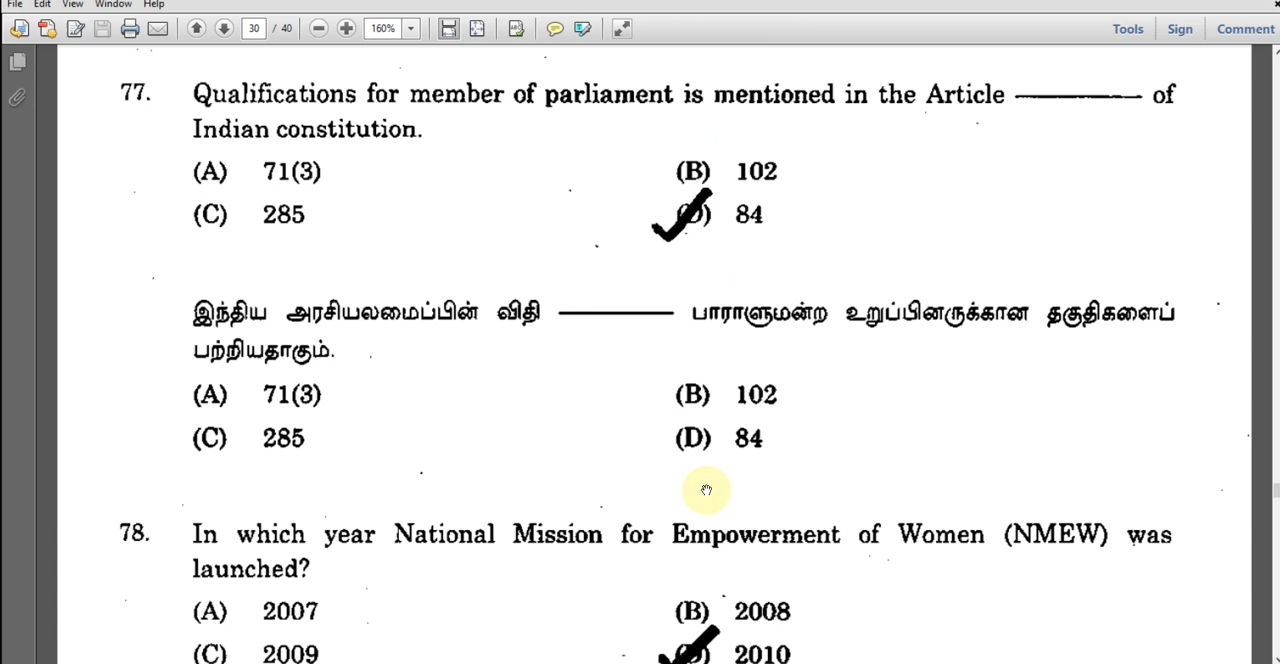 File Edit View Window Help
30 / 40 160% Tools Sign Comment
77. Qualifications for member of parliament is mentioned in the Article ———— of
Indian constitution.
(A) 71(3) (B) 102
(C) 285 (D) 84
இந்திய அரசியலமைப்பின் விதி ———— பாராளுமன்ற உறுப்பினருக்கான தகுதிகளைப்
பற்றியதாகும்.
(A) 71(3) (B) 102
(C) 285 (D) 84
78. In which year National Mission for Empowerment of Women (NMEW) was
launched?
(A) 2007 (B) 2008
(C) 2009 (D) 2010